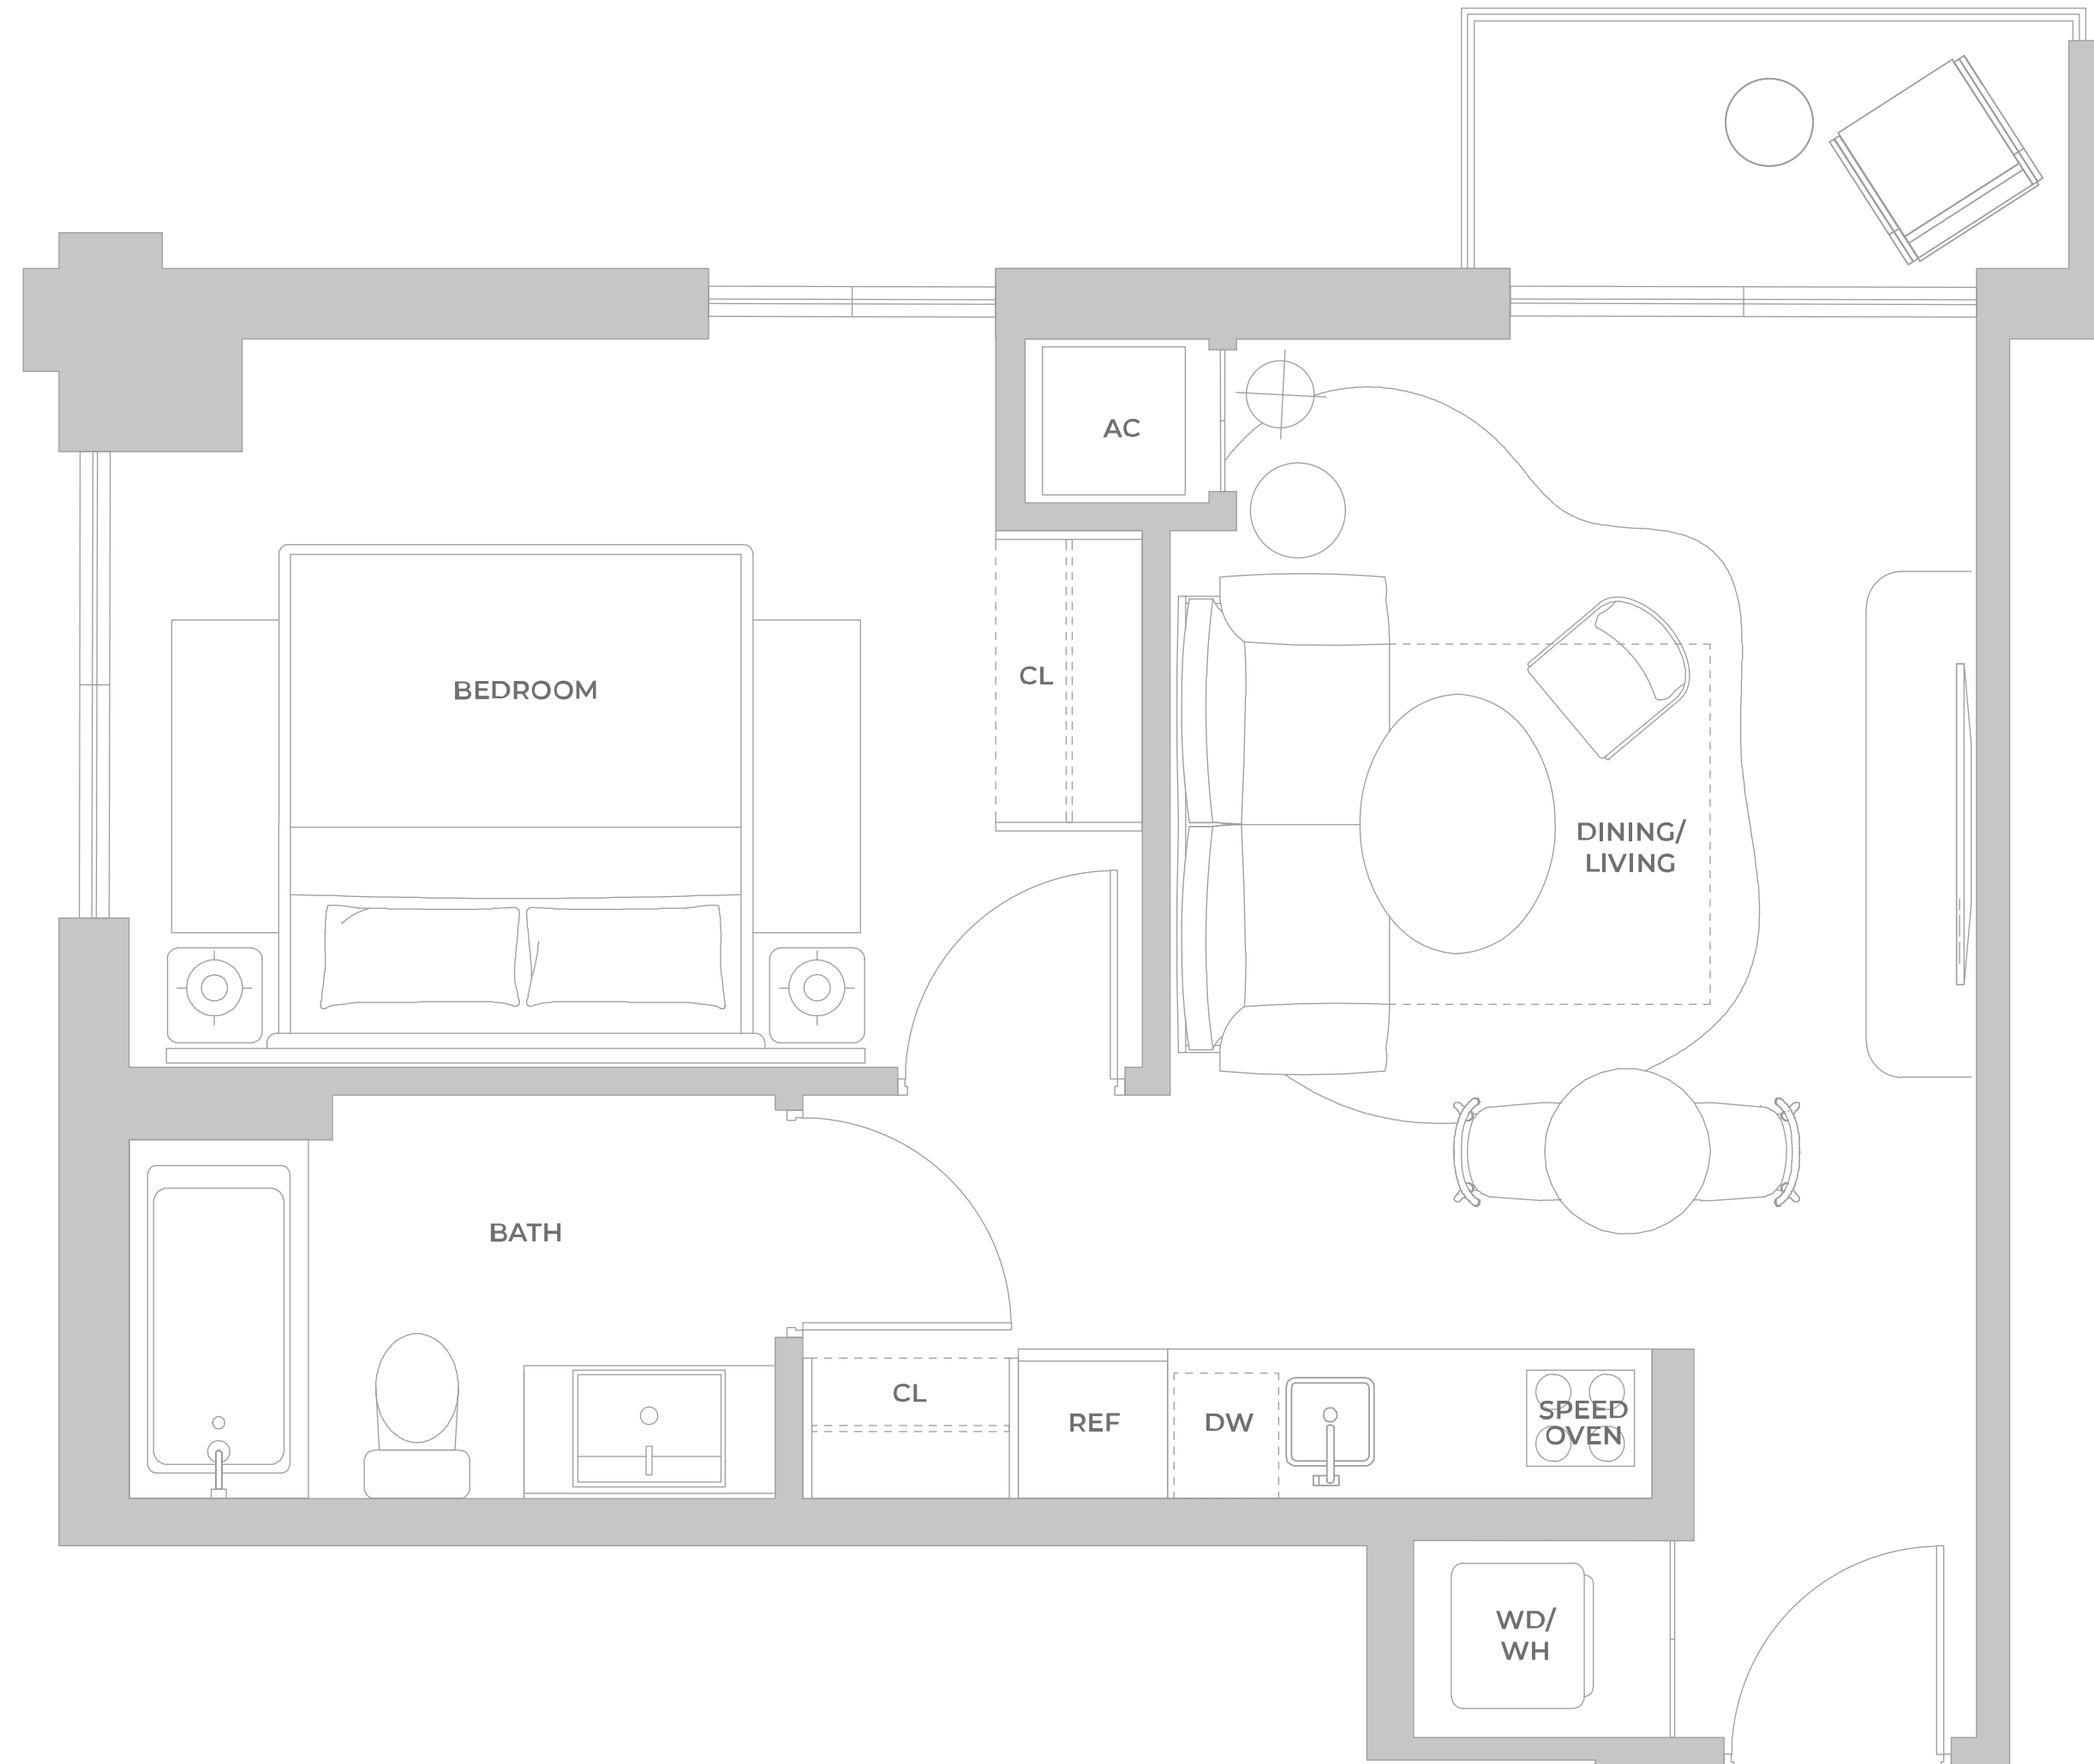 AC
BEDROOM
CL
DINING/
LIVING
BATH
CL
REF
DW
SPEED
OVEN
WD/
WH